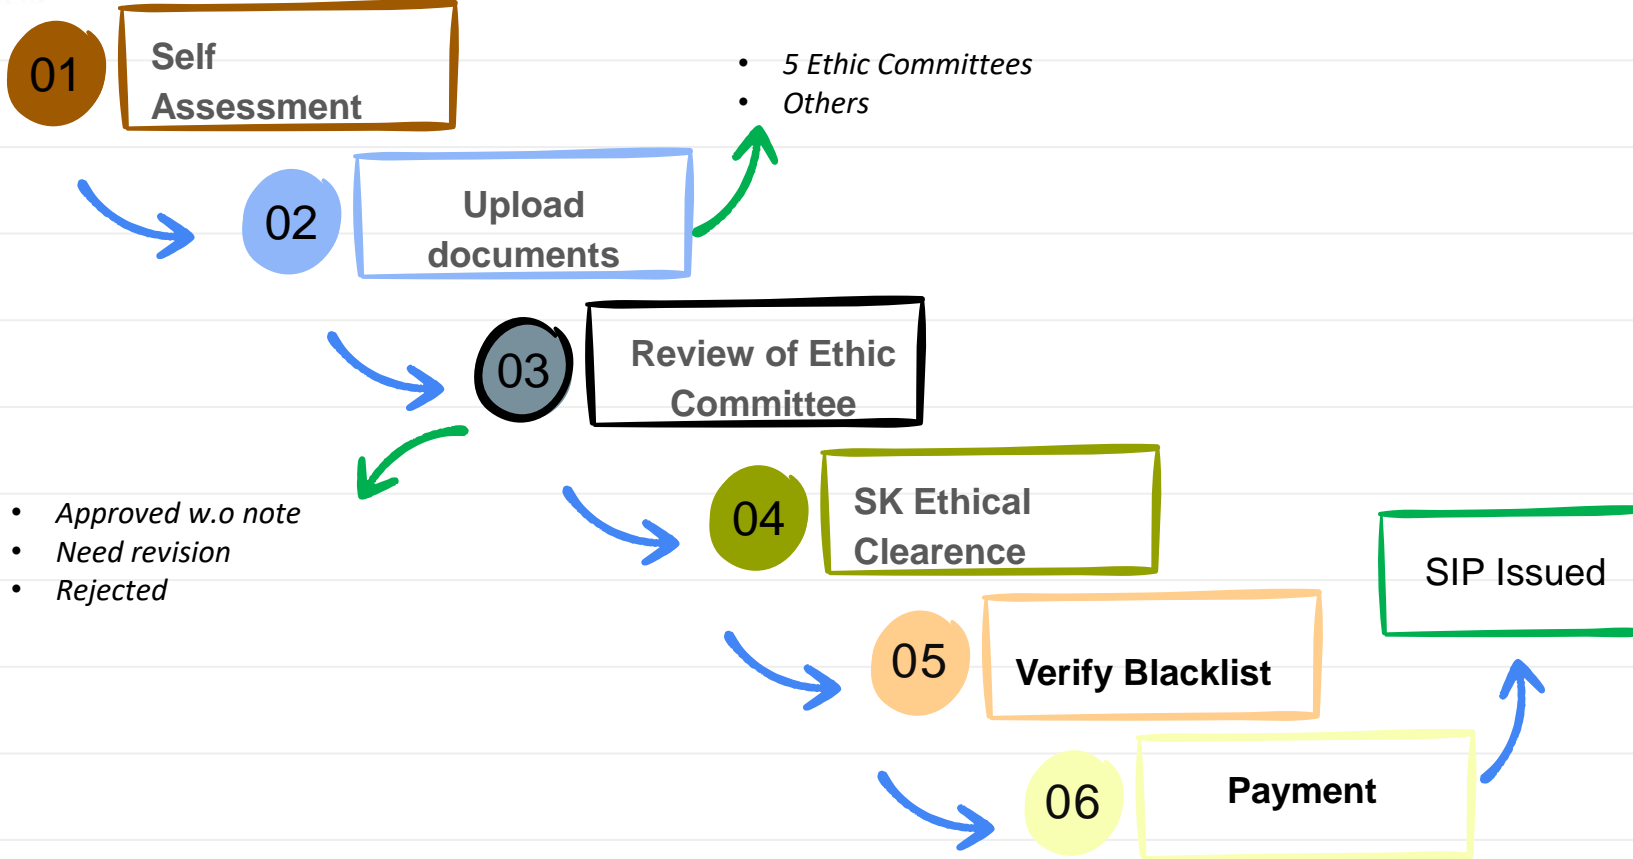 01
Self
Assessment
• 5 Ethic Committees
• Others
02
Upload
documents
03
Review of Ethic
Committee
• Approved w.o note
• Need revision
• Rejected
04
SK Ethical
Clearence
05
Verify Blacklist
06
Payment
SIP Issued